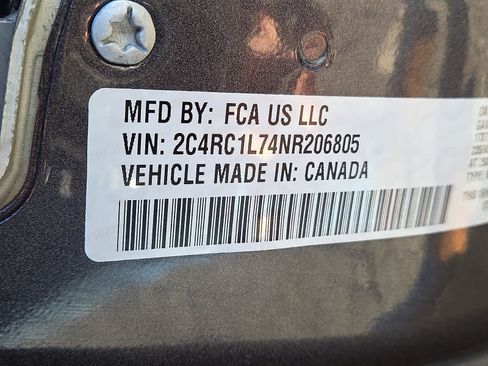 MFD BY: FCA US LLC
VIN: 2C4RC1L74NR206805
VEHICLE MADE IN: CANADA